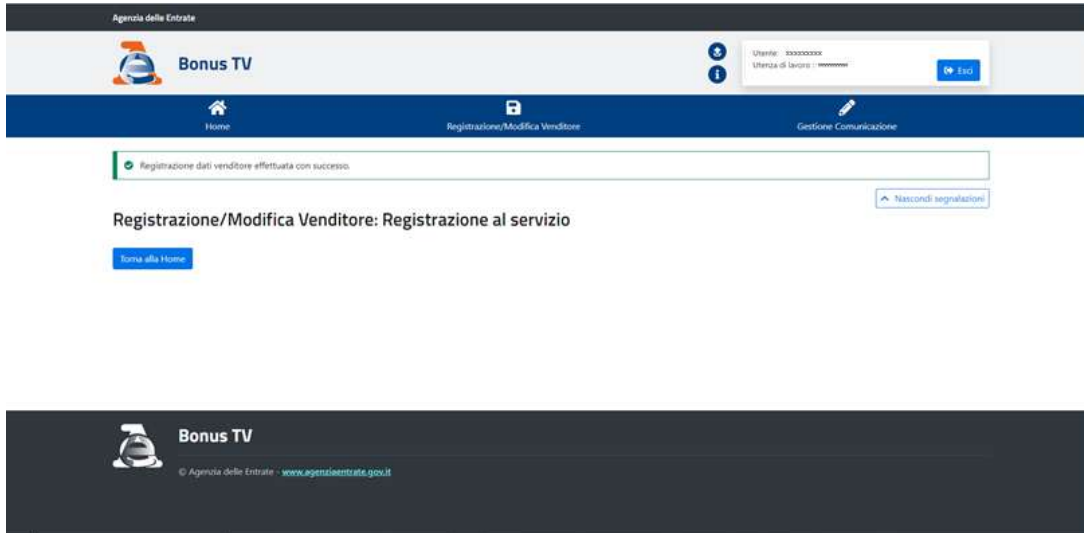 Agenzia delle Entrate
Bonus TV
Utente: xxxxxxxxx
Utenza di lavoro :
Esci
Home
Registrazione/Modifica Venditore
Gestione Comunicazione
Registrazione dati venditore effettuata con successo.
Nascondi segnalazioni
Registrazione/Modifica Venditore: Registrazione al servizio
Torna alla Home
Bonus TV
© Agenzia delle Entrate - www.agenziaentrate.gov.it